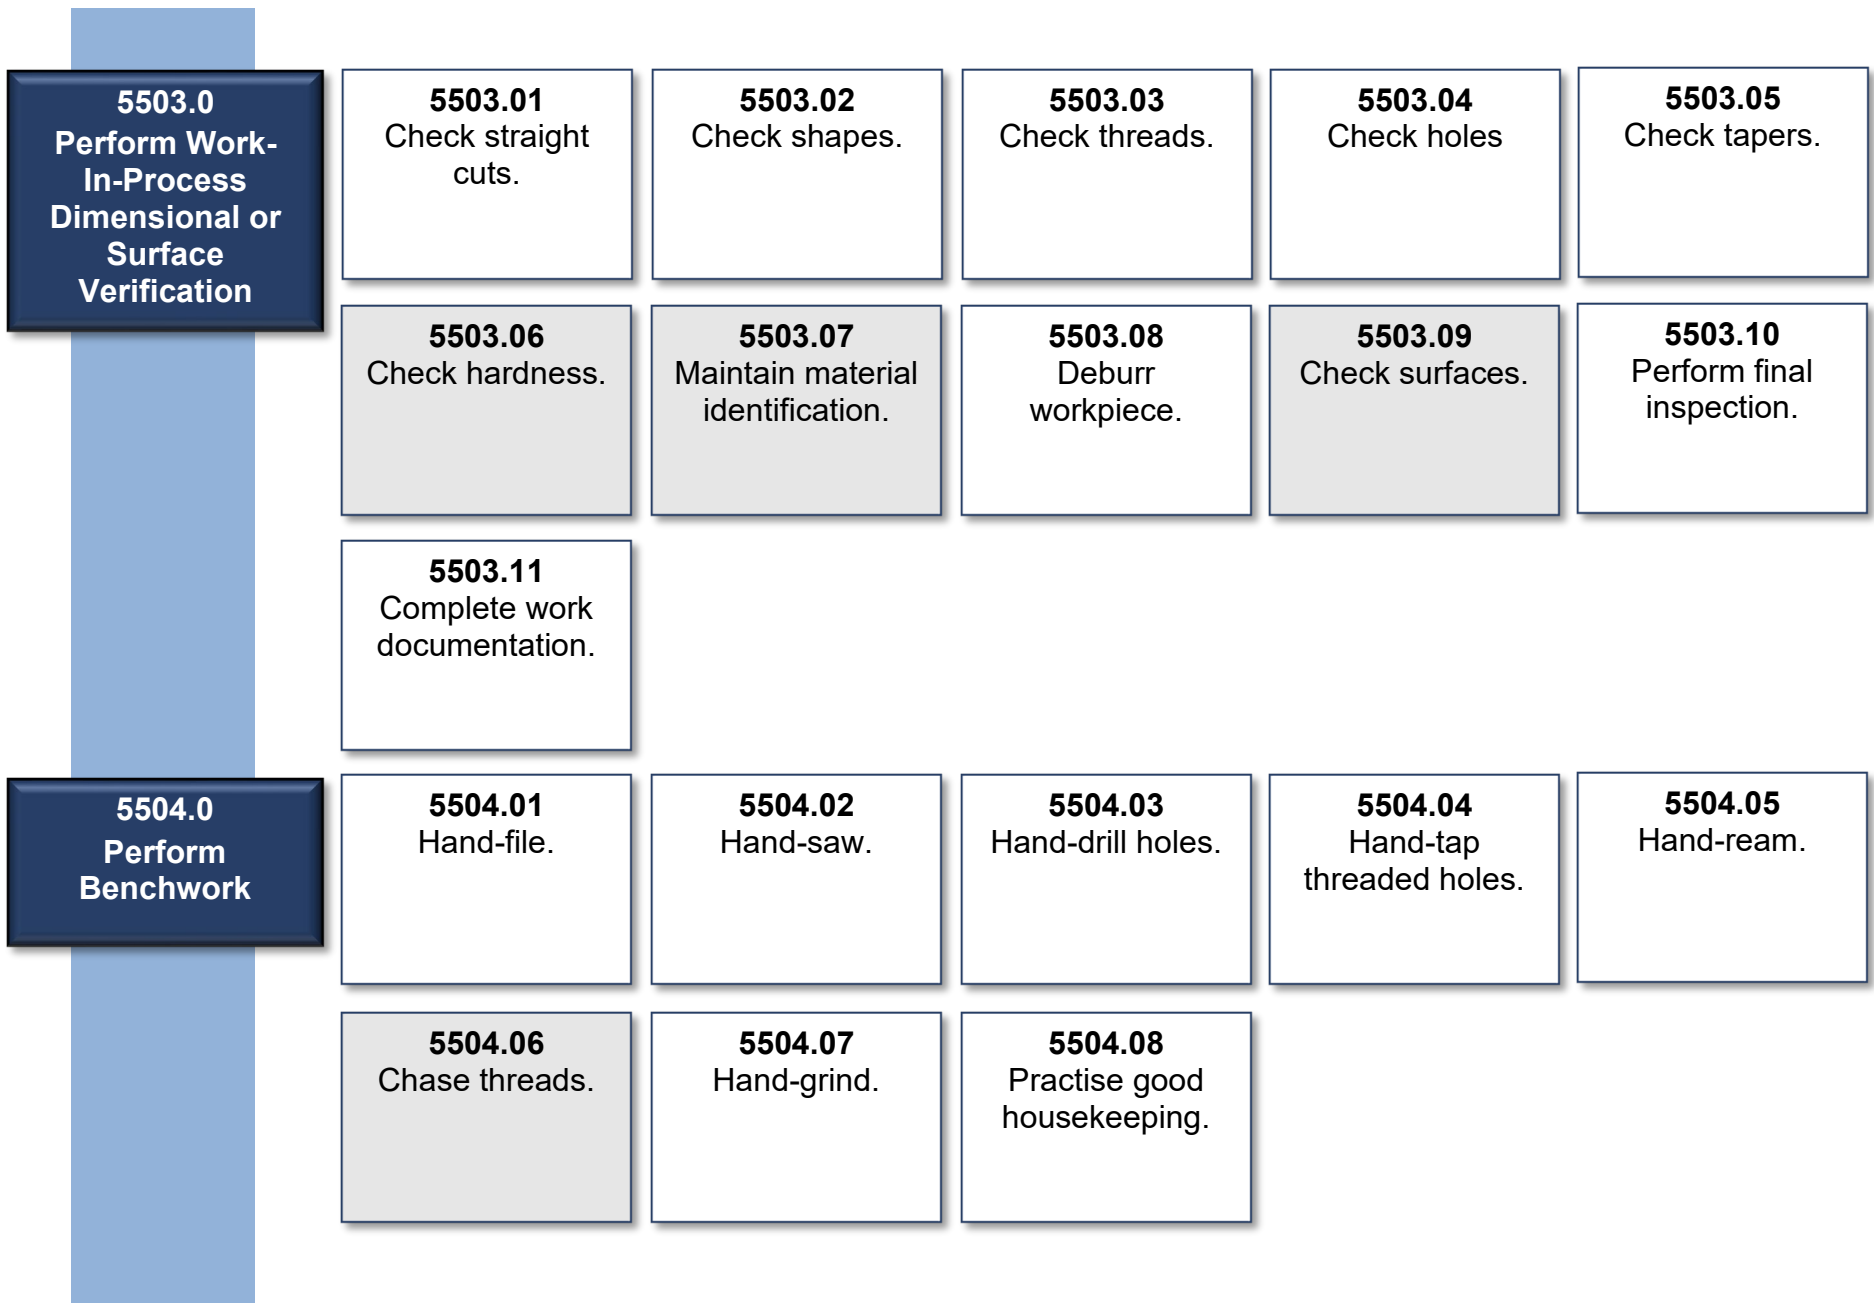 5503.0
Perform Work-
In-Process
Dimensional or
Surface
Verification
5503.01
Check straight
cuts.
5503.02
Check shapes.
5503.03
Check threads.
5503.04
Check holes
5503.05
Check tapers.
5503.06
Check hardness.
5503.07
Maintain material
identification.
5503.08
Deburr
workpiece.
5503.09
Check surfaces.
5503.10
Perform final
inspection.
5503.11
Complete work
documentation.
5504.0
Perform
Benchwork
5504.01
Hand-file.
5504.02
Hand-saw.
5504.03
Hand-drill holes.
5504.04
Hand-tap
threaded holes.
5504.05
Hand-ream.
5504.06
Chase threads.
5504.07
Hand-grind.
5504.08
Practise good
housekeeping.